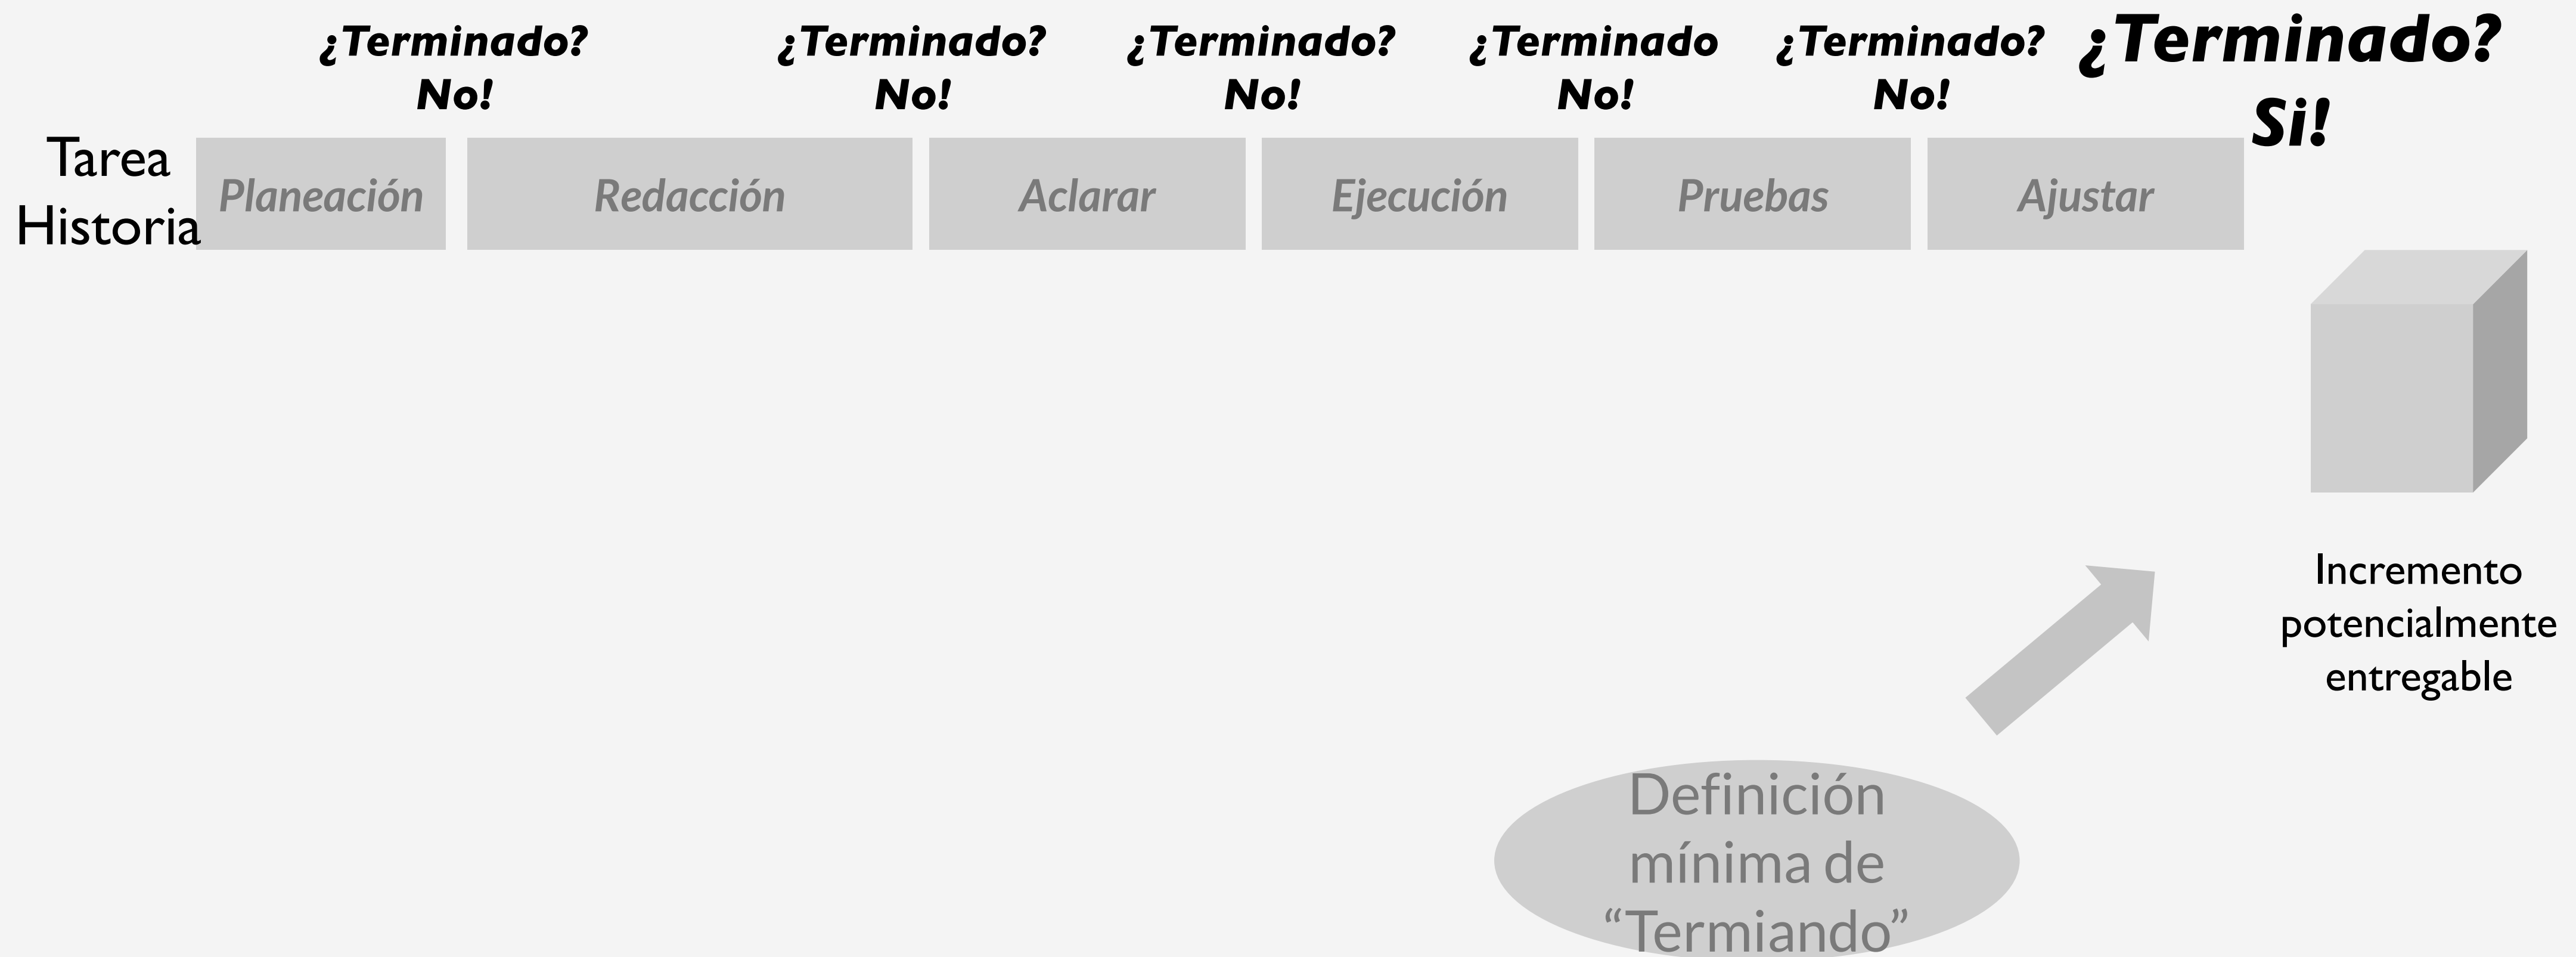 ¿Terminado?
No!
¿Terminado?
No!
¿Terminado?
No!
¿Terminado
No!
¿Terminado?
No!
¿Terminado?
Si!
Tarea
Historia
Planeación
Redacción
Aclarar
Ejecución
Pruebas
Ajustar
Incremento
potencialmente
entregable
Definición
mínima de
“Termiando”